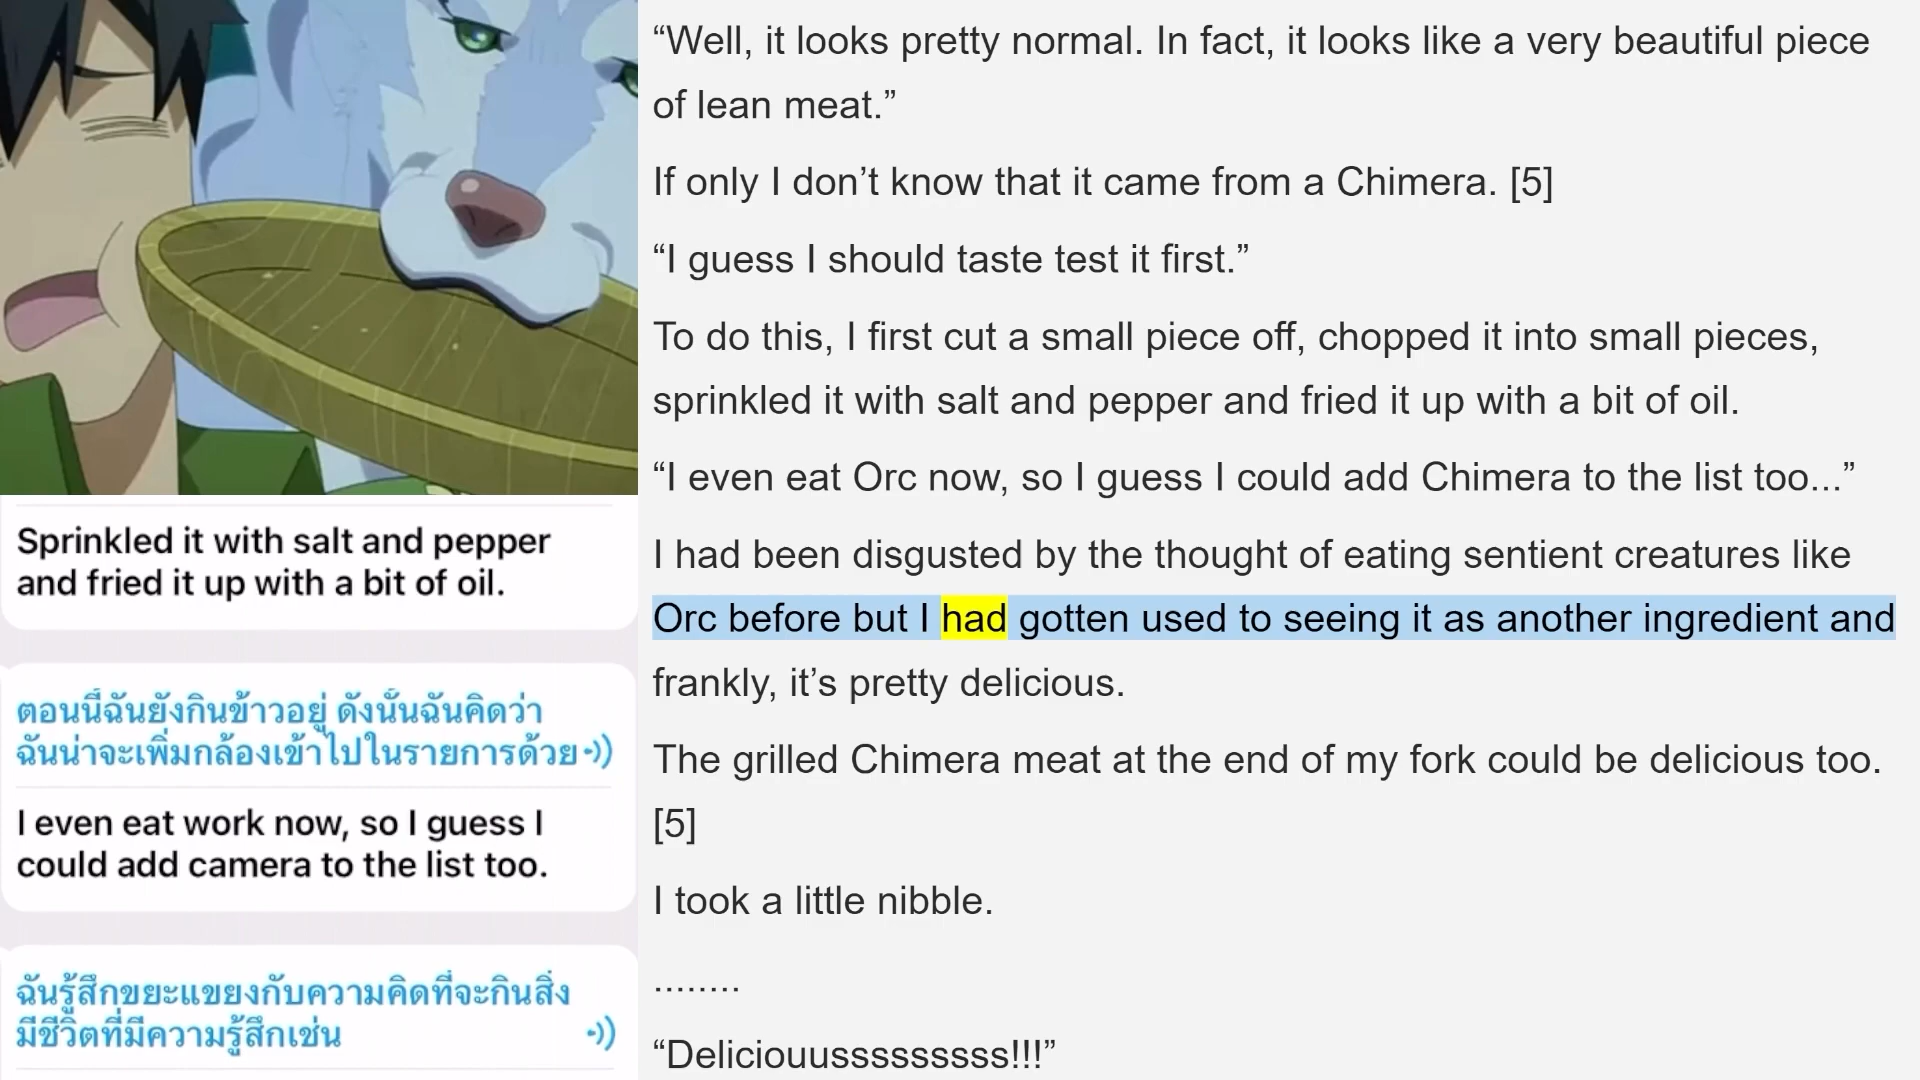 Sprinkled it with salt and pepper
and fried it up with a bit of oil.
ตอนนี้ฉันยังกินข้าวอยู่ ดังนั้นฉันคิดว่า
ฉันน่าจะเพิ่มกล้องเข้าไปในรายการด้วย
I even eat work now, so I guess I
could add camera to the list too.
ฉันรู้สึกขยะแขยงกับความคิดที่จะกินสิ่ง
มีชีวิตที่มีความรู้สึกเช่น
“Well, it looks pretty normal. In fact, it looks like a very beautiful piece
of lean meat.”
If only I don’t know that it came from a Chimera. [5]
“I guess I should taste test it first.”
To do this, I first cut a small piece off, chopped it into small pieces,
sprinkled it with salt and pepper and fried it up with a bit of oil.
“I even eat Orc now, so I guess I could add Chimera to the list too...”
I had been disgusted by the thought of eating sentient creatures like
Orc before but I had gotten used to seeing it as another ingredient and
frankly, it’s pretty delicious.
The grilled Chimera meat at the end of my fork could be delicious too.
[5]
I took a little nibble.
........
“Deliciouusssssssss!!!”